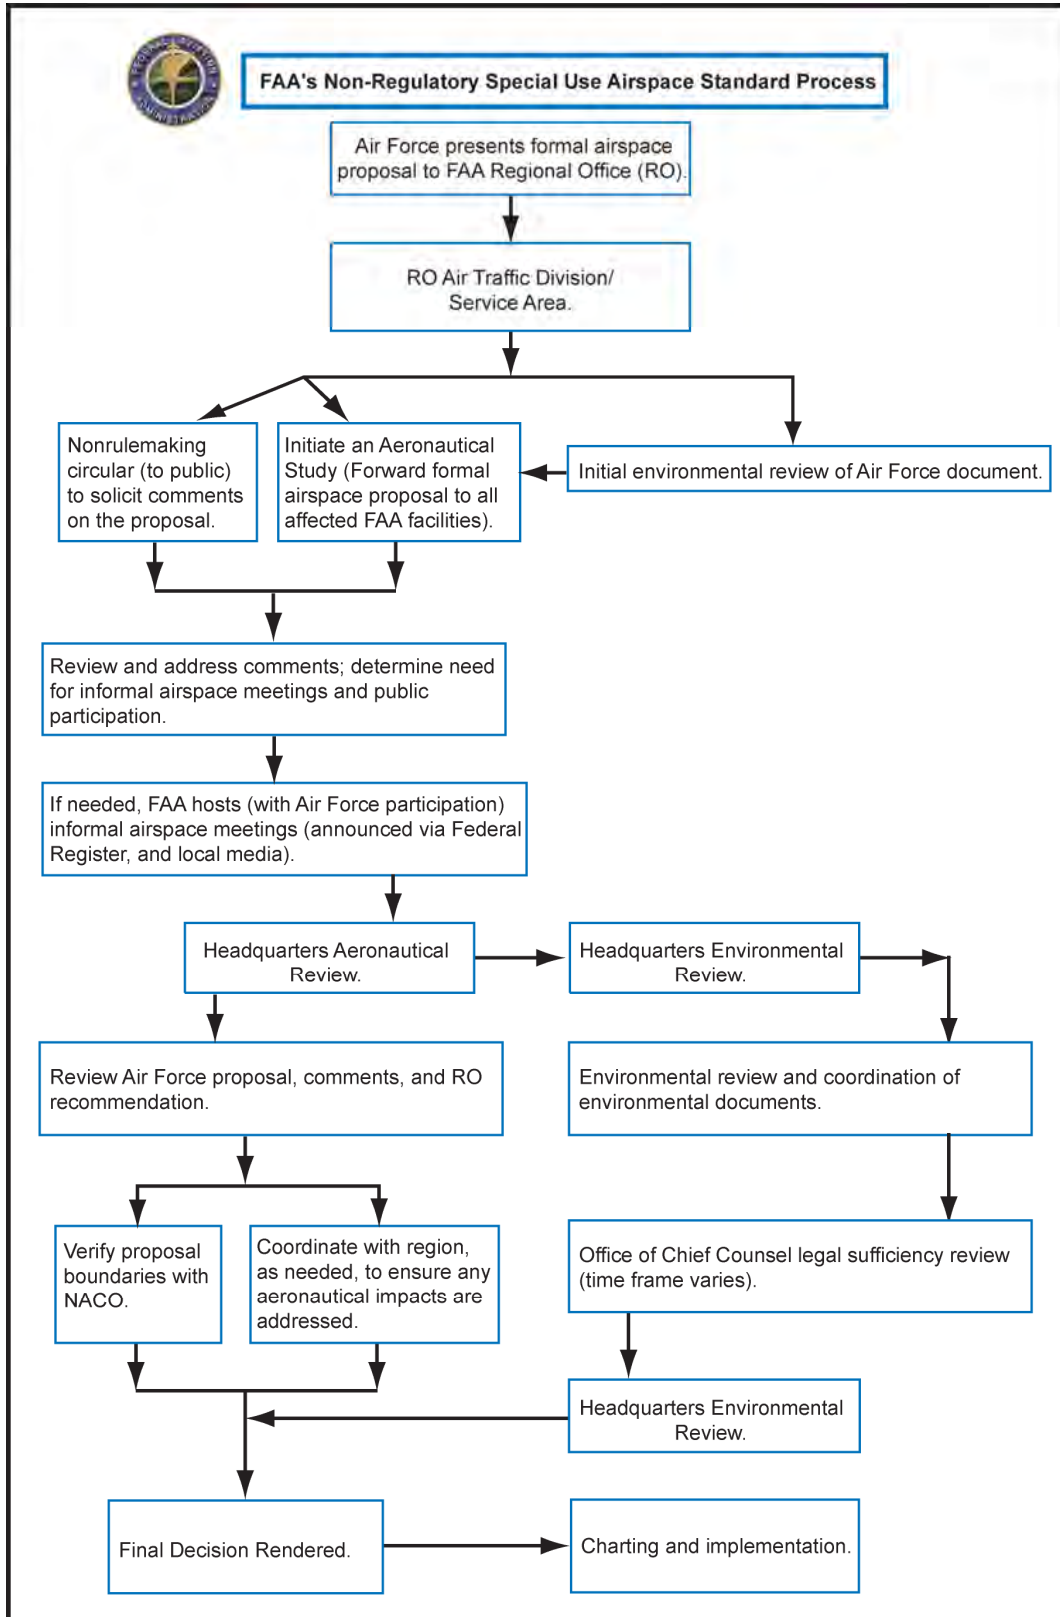 FEDERAL AVIATION
ADMINISTRATION
FAA's Non-Regulatory Special Use Airspace Standard Process
Air Force presents formal airspace
proposal to FAA Regional Office (RO).
RO Air Traffic Division/
Service Area.
Nonrulemaking
circular (to public)
to solicit comments
on the proposal.
Initiate an Aeronautical
Study (Forward formal
airspace proposal to all
affected FAA facilities).
Initial environmental review of Air Force document.
Review and address comments; determine need
for informal airspace meetings and public
participation.
If needed, FAA hosts (with Air Force participation)
informal airspace meetings (announced via Federal
Register, and local media).
Headquarters Aeronautical
Review.
Headquarters Environmental
Review.
Review Air Force proposal, comments, and RO
recommendation.
Environmental review and coordination of
environmental documents.
Verify proposal
boundaries with
NACO.
Coordinate with region,
as needed, to ensure any
aeronautical impacts are
addressed.
Office of Chief Counsel legal sufficiency review
(time frame varies).
Headquarters Environmental
Review.
Final Decision Rendered.
Charting and implementation.